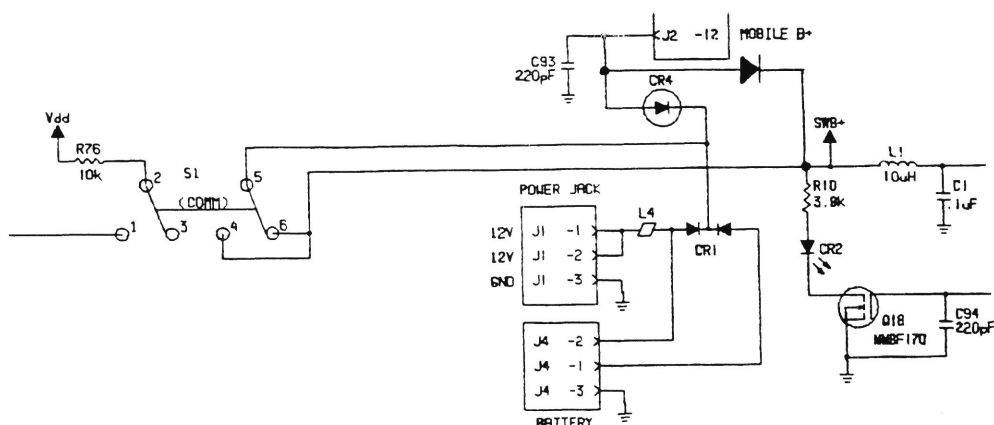 J2 -12
MOBILE B+
C93
220pF
CR4
Vdd
R76
10k
S1
2
5
(COMM)
1
3
4
6
SWB+
L1
10uH
R10
3.9k
C1
.1uF
POWER JACK
12V J1 -1
12V J1 -2
GND J1 -3
L4
CR1
CR2
Q18
MMBF170
C94
220pF
J4 -2
J4 -1
J4 -3
BATTERY